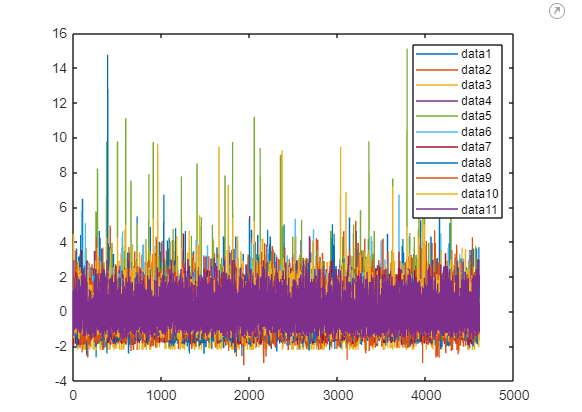 16
14
12
10
8
6
4
2
0
-2
-4
0 1000 2000 3000 4000 5000
data1
data2
data3
data4
data5
data6
data7
data8
data9
data10
data11